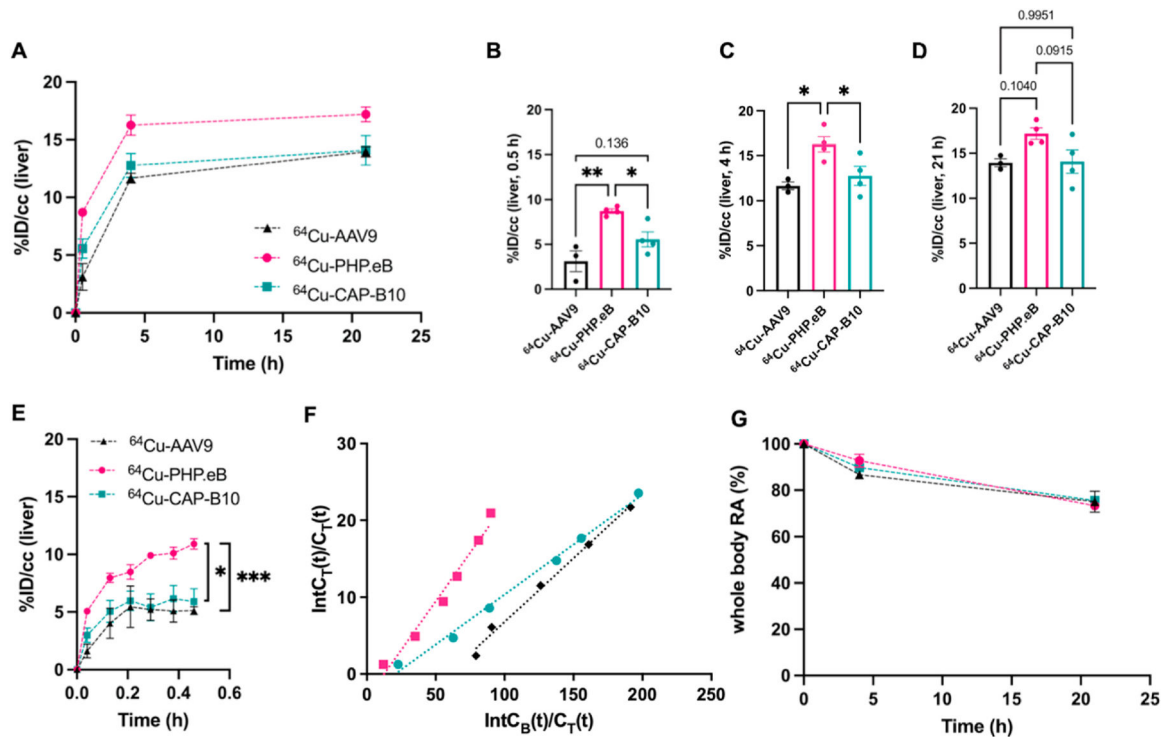 A
%ID/cc (liver)
20
15
10
5
0
0
5
10
15
20
25
Time (h)
⁶⁴Cu-AAV9
⁶⁴Cu-PHP.eB
⁶⁴Cu-CAP-B10
B
%ID/cc (liver, 0.5 h)
20
15
10
5
0
0.136
**
*
⁶⁴Cu-AAV9
⁶⁴Cu-PHP.eB
⁶⁴Cu-CAP-B10
C
%ID/cc (liver, 4 h)
20
15
10
5
0
*
*
⁶⁴Cu-AAV9
⁶⁴Cu-PHP.eB
⁶⁴Cu-CAP-B10
D
%ID/cc (liver, 21 h)
20
15
10
5
0
0.9951
0.0915
0.1040
⁶⁴Cu-AAV9
⁶⁴Cu-PHP.eB
⁶⁴Cu-CAP-B10
E
⁶⁴Cu-AAV9
⁶⁴Cu-PHP.eB
⁶⁴Cu-CAP-B10
%ID/cc (liver)
20
15
10
5
0
0.0
0.2
0.4
0.6
Time (h)
*
***
F
IntC_T(t)/C_T(t)
30
20
10
0
0
50
100
150
200
250
IntC_B(t)/C_T(t)
G
whole body RA (%)
100
80
60
40
20
0
0
5
10
15
20
25
Time (h)